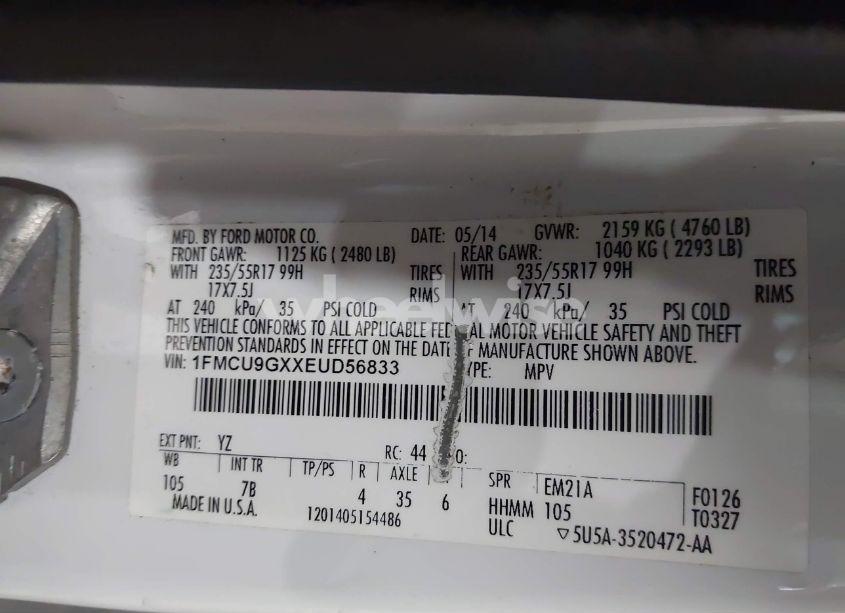 MFD. BY FORD MOTOR CO. DATE: 05/14 GVWR: 2159 KG ( 4760 LB)
FRONT GAWR: 1125 KG ( 2480 LB) REAR GAWR: 1040 KG ( 2293 LB)
WITH 235/55R17 99H TIRES WITH 235/55R17 99H TIRES
17X7.5J RIMS 17X7.5J RIMS
AT 240 kPa/ 35 PSI COLD AT 240 kPa/ 35 PSI COLD
THIS VEHICLE CONFORMS TO ALL APPLICABLE FE AL MOTOR VEHICLE SAFETY AND THEFT
PREVENTION STANDARDS IN EFFECT ON THE DAT F MANUFACTURE SHOWN ABOVE.
VIN: 1FMCU9GXXEUD56833 YPE: MPV
EXT PNT: YZ RC: 44 0:
WB INT TR TP/PS R AXLE SPR EM21A F0126
105 7B 4 35 6 HHMM 105 T0327
MADE IN U.S.A. 1201405154486 ULC ▽5U5A-3520472-AA